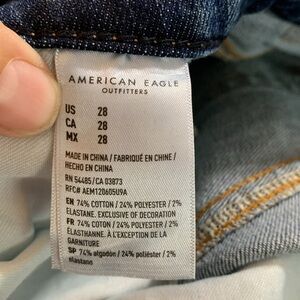 AMERICAN EAGLE
OUTFITTERS
US 28
CA 28
MX 28
MADE IN CHINA / FABRIQUÉ EN CHINE /
HECHO EN CHINA
RN 54485/CA 03873
RFC# AEM120605U9A
EN 74% COTTON / 24% POLYESTER / 2%
ELASTANE. EXCLUSIVE OF DECORATION
FR 74% COTON / 24% POLYESTER / 2%
ÉLASTHANNE. À L'EXCEPTION DE LA
GARNITURE
SP 74% algodón / 24% poliéster / 2%
elastano